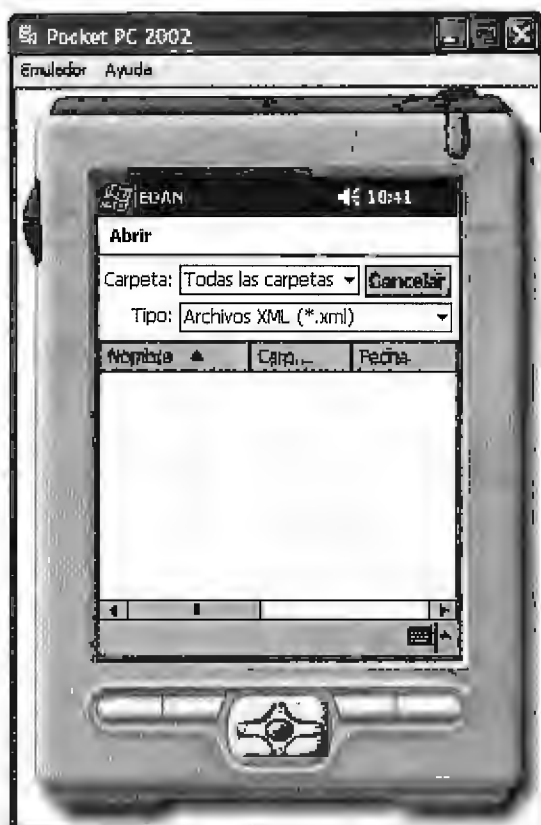 Pocket PC 2002
Emulador Ayuda
EDAN 10:41
Abrir
Carpeta: Todas las carpetas Cancelar
Tipo: Archivos XML (*.xml)
Nombre Carp... Fecha